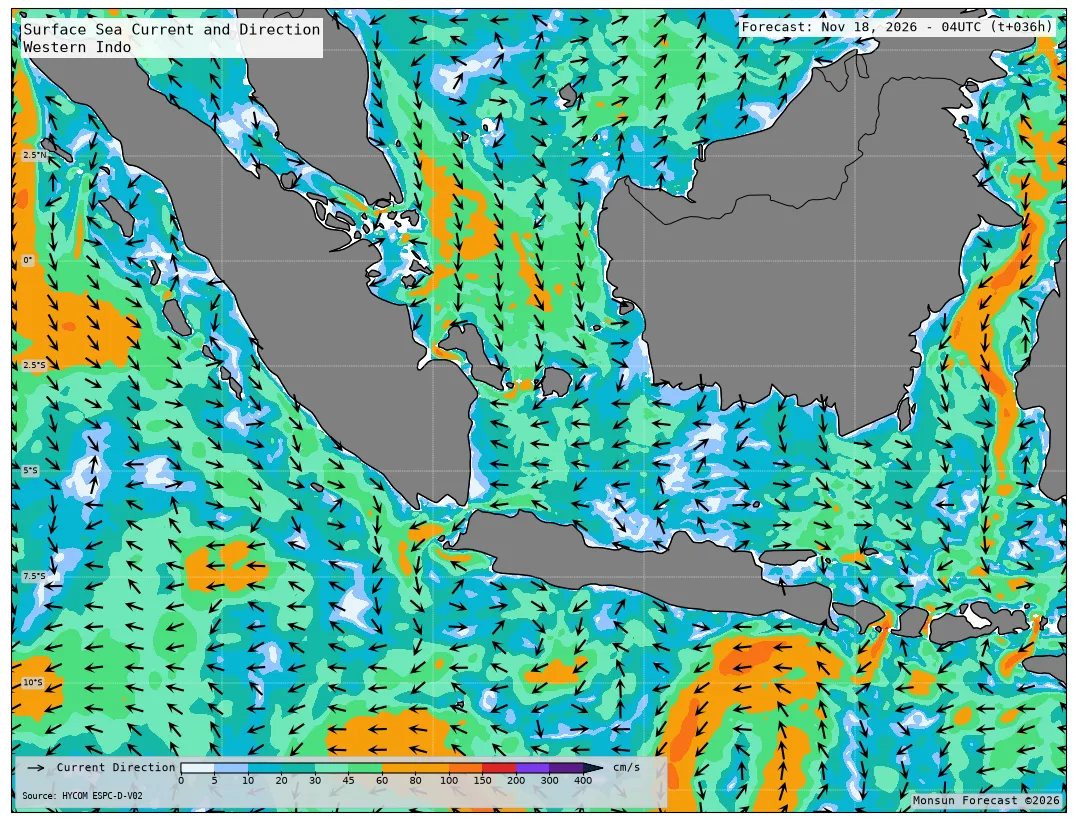 Surface Sea Current and Direction
Western Indo
Forecast: Nov 18, 2026 - 04UTC (t+036h)
2.5°N
0°
2.5°S
5°S
7.5°S
10°S
Current Direction
cm/s
0 5 10 20 30 45 60 80 100 150 200 300 400
Source: HYCOM ESPC-D-V02
Monsun Forecast ©2026